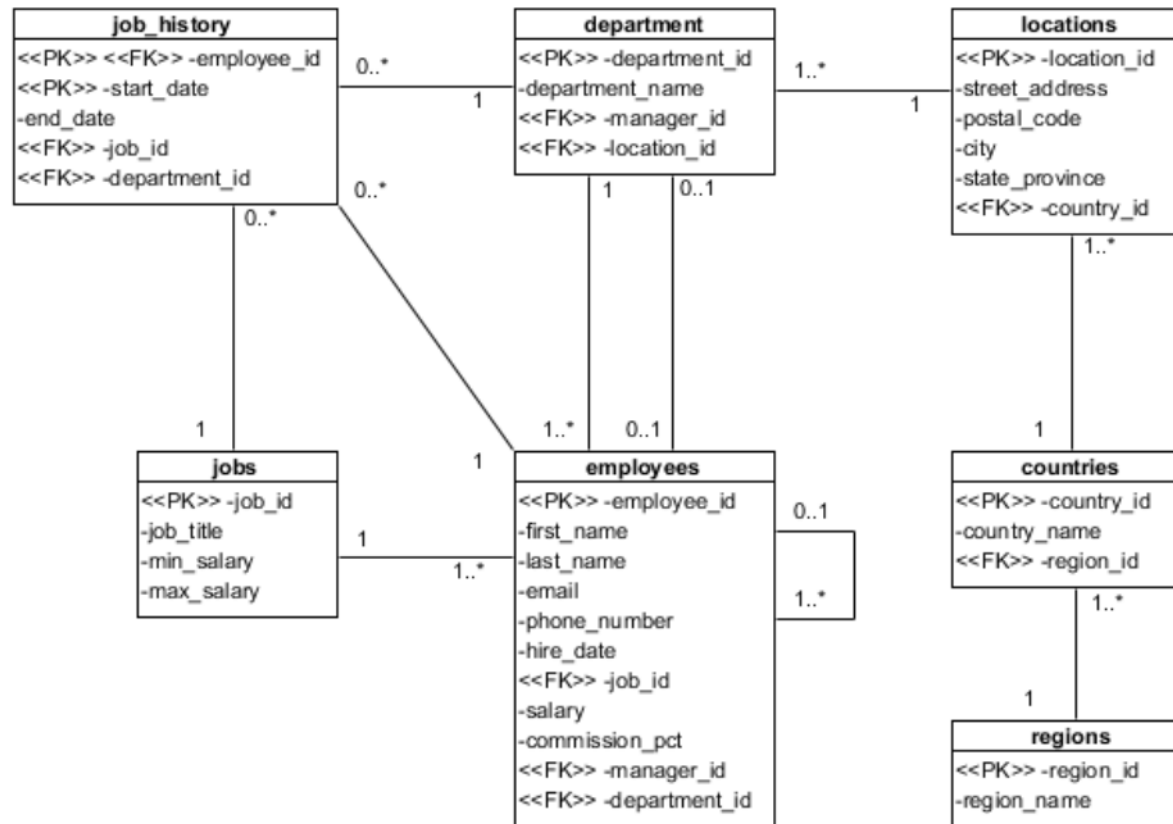 job_history
<<PK>> <<FK>> -employee_id
<<PK>> -start_date
-end_date
<<FK>> -job_id
<<FK>> -department_id
0..*
1
department
<<PK>> -department_id
-department_name
<<FK>> -manager_id
<<FK>> -location_id
1..*
1
locations
<<PK>> -location_id
-street_address
-postal_code
-city
-state_province
<<FK>> -country_id
0..*
0..*
1
0..1
1..*
1
1
1..*
0..1
1
jobs
<<PK>> -job_id
-job_title
-min_salary
-max_salary
1
1..*
employees
<<PK>> -employee_id
-first_name
-last_name
-email
-phone_number
-hire_date
<<FK>> -job_id
-salary
-commission_pct
<<FK>> -manager_id
<<FK>> -department_id
0..1
1..*
countries
<<PK>> -country_id
-country_name
<<FK>> -region_id
1..*
1
regions
<<PK>> -region_id
-region_name